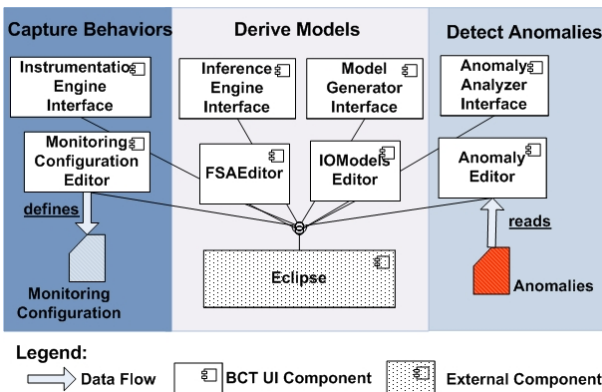 Capture Behaviors
Derive Models
Detect Anomalies
Instrumentatio
Engine
Interface
Inference
Engine
Interface
Model
Generator
Interface
Anomaly
Analyzer
Interface
Monitoring
Configuration
Editor
FSAEditor
IOModels
Editor
Anomaly
Editor
defines
reads
Eclipse
Monitoring
Configuration
Anomalies
Legend:
Data Flow
BCT UI Component
External Component